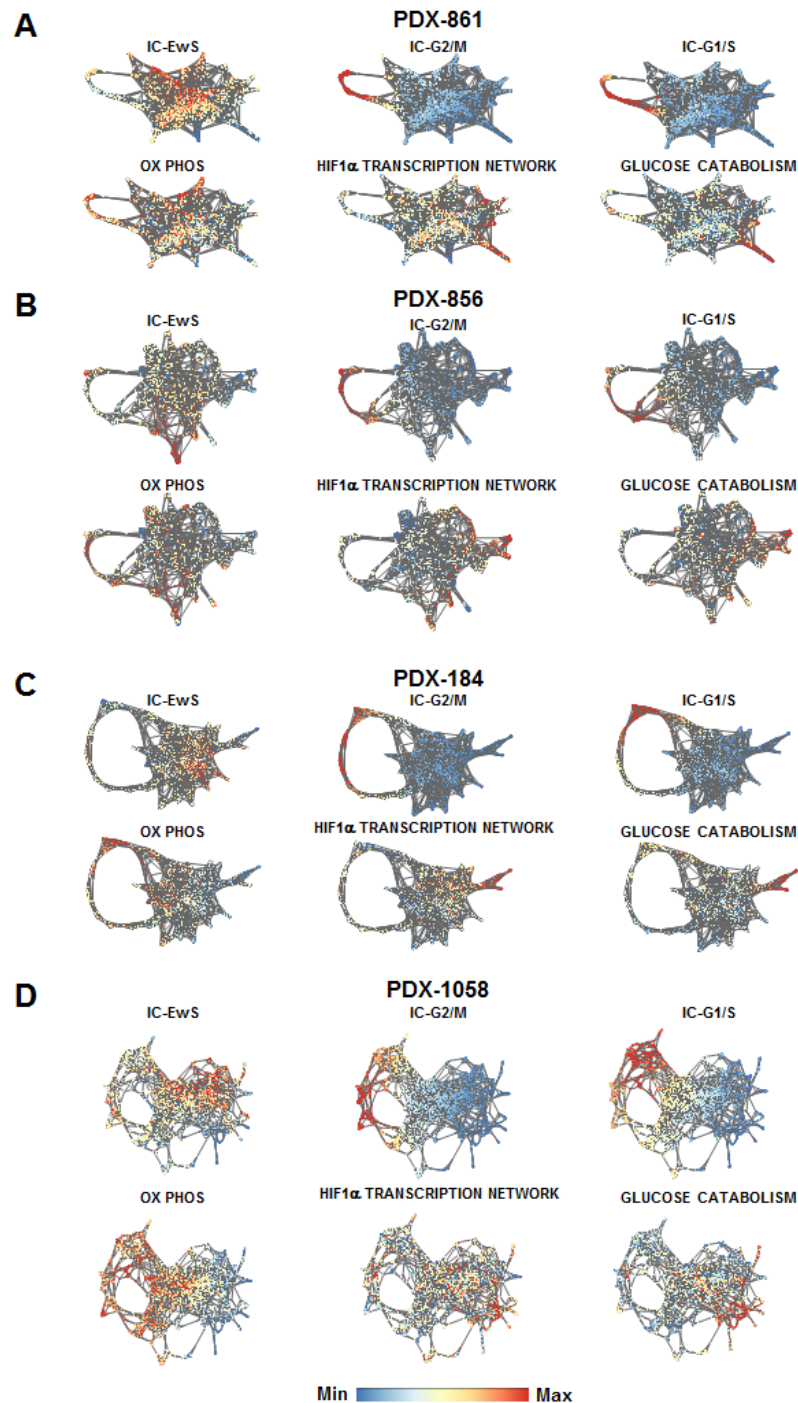 A
PDX-861
IC-EwS
IC-G2/M
IC-G1/S
OX PHOS
HIF1α TRANSCRIPTION NETWORK
GLUCOSE CATABOLISM
B
PDX-856
IC-EwS
IC-G2/M
IC-G1/S
OX PHOS
HIF1α TRANSCRIPTION NETWORK
GLUCOSE CATABOLISM
C
PDX-184
IC-EwS
IC-G2/M
IC-G1/S
OX PHOS
HIF1α TRANSCRIPTION NETWORK
GLUCOSE CATABOLISM
D
PDX-1058
IC-EwS
IC-G2/M
IC-G1/S
OX PHOS
HIF1α TRANSCRIPTION NETWORK
GLUCOSE CATABOLISM
Min
Max